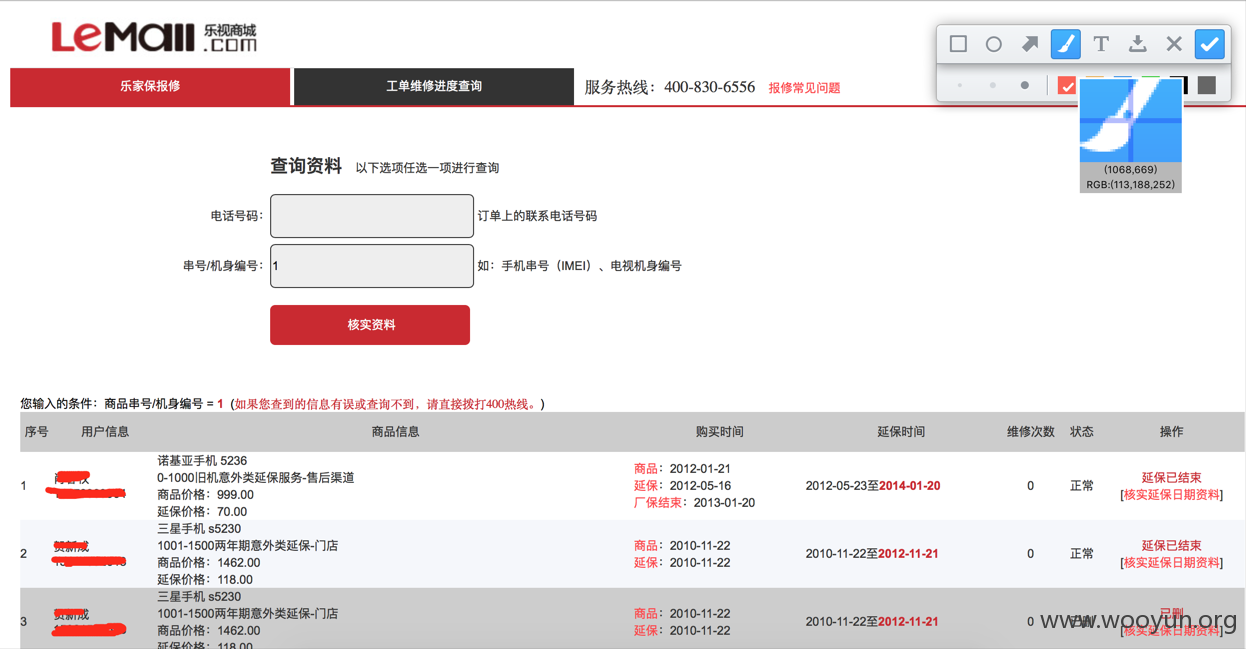 LeMall 乐视商城
.com
乐家保报修
工单维修进度查询
服务热线：400-830-6556 报修常见问题
T
(1068,669)
RGB:(113,188,252)
查询资料 以下选项任选一项进行查询
电话号码： 订单上的联系电话号码
串号/机身编号： 1 如：手机串号（IMEI）、电视机身编号
核实资料
您输入的条件：商品串号/机身编号 = 1 (如果您查到的信息有误或查询不到，请直接拨打400热线。)
序号 用户信息 商品信息 购买时间 延保时间 维修次数 状态 操作
1
诺基亚手机 5236
0-1000旧机意外类延保服务-售后渠道
商品价格：999.00
延保价格：70.00
商品：2012-01-21
延保：2012-05-16
厂保结束：2013-01-20
2012-05-23至2014-01-20
0
正常
延保已结束
[核实延保日期资料]
2
三星手机 s5230
1001-1500两年期意外类延保-门店
商品价格：1462.00
延保价格：118.00
商品：2010-11-22
延保：2010-11-22
2010-11-22至2012-11-21
0
正常
延保已结束
[核实延保日期资料]
3
三星手机 s5230
1001-1500两年期意外类延保-门店
商品价格：1462.00
延保价格：118.00
商品：2010-11-22
延保：2010-11-22
2010-11-22至2012-11-21
0
已删
[核实延保日期资料]
www.wooyun.org